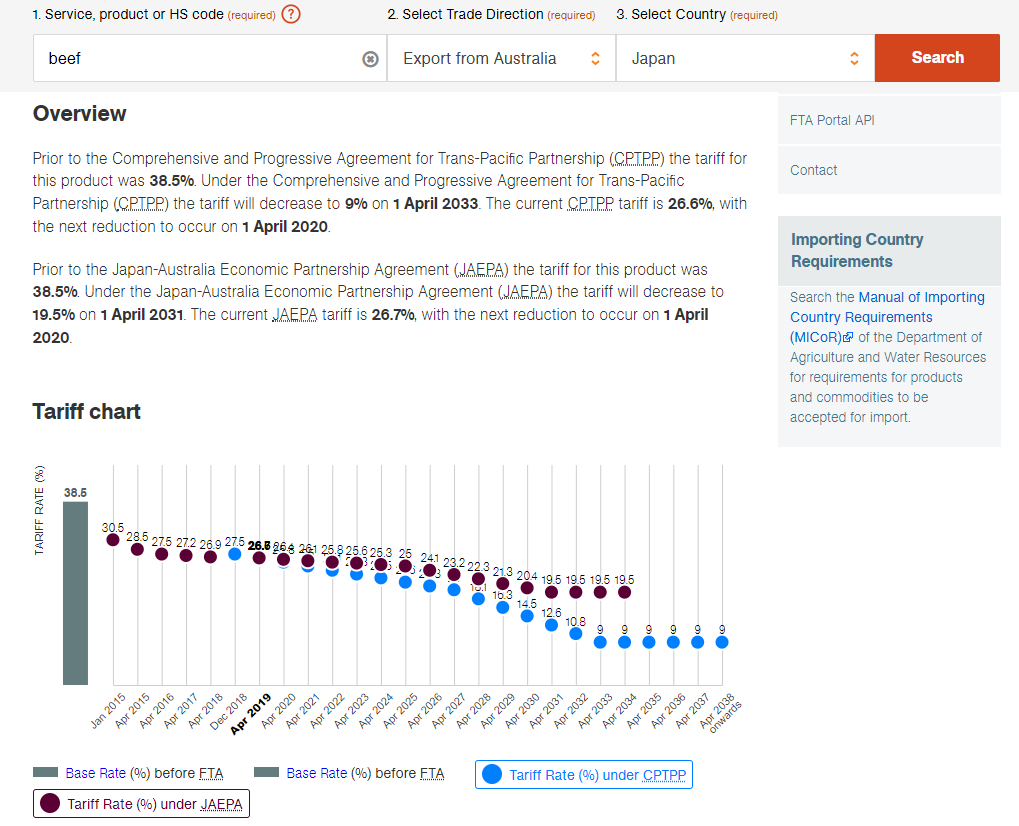 1. Service, product or HS code (required) ?
2. Select Trade Direction (required)
3. Select Country (required)
beef
Export from Australia
Japan
Search
Overview
Prior to the Comprehensive and Progressive Agreement for Trans-Pacific Partnership (CPTPP) the tariff for
this product was 38.5%. Under the Comprehensive and Progressive Agreement for Trans-Pacific
Partnership (CPTPP) the tariff will decrease to 9% on 1 April 2033. The current CPTPP tariff is 26.6%, with
the next reduction to occur on 1 April 2020.
Prior to the Japan-Australia Economic Partnership Agreement (JAEPA) the tariff for this product was
38.5%. Under the Japan-Australia Economic Partnership Agreement (JAEPA) the tariff will decrease to
19.5% on 1 April 2031. The current JAEPA tariff is 26.7%, with the next reduction to occur on 1 April
2020.
FTA Portal API
Contact
Importing Country
Requirements
Search the Manual of Importing
Country Requirements
(MICoR) of the Department of
Agriculture and Water Resources
for requirements for products
and commodities to be
accepted for import.
Tariff chart
TARIFF RATE (%)
38.5
30.5 28.5 27.5 27.2 26.9 27.5 26.4 26.1 25.8 25.6 25.3 25 24.1 23.2 22.3 21.3 20.4 19.5 19.5 19.5 19.5
16.3 14.5 12.6 10.8 9 9 9 9 9 9
Jan 2015
Apr 2015
Apr 2016
Apr 2017
Apr 2018
Dec 2018
Apr 2019
Apr 2020
Apr 2021
Apr 2022
Apr 2023
Apr 2024
Apr 2025
Apr 2026
Apr 2027
Apr 2028
Apr 2029
Apr 2030
Apr 2031
Apr 2032
Apr 2033
Apr 2034
Apr 2035
Apr 2036
Apr 2037
Apr 2038
onwards
Base Rate (%) before FTA
Base Rate (%) before FTA
Tariff Rate (%) under CPTPP
Tariff Rate (%) under JAEPA